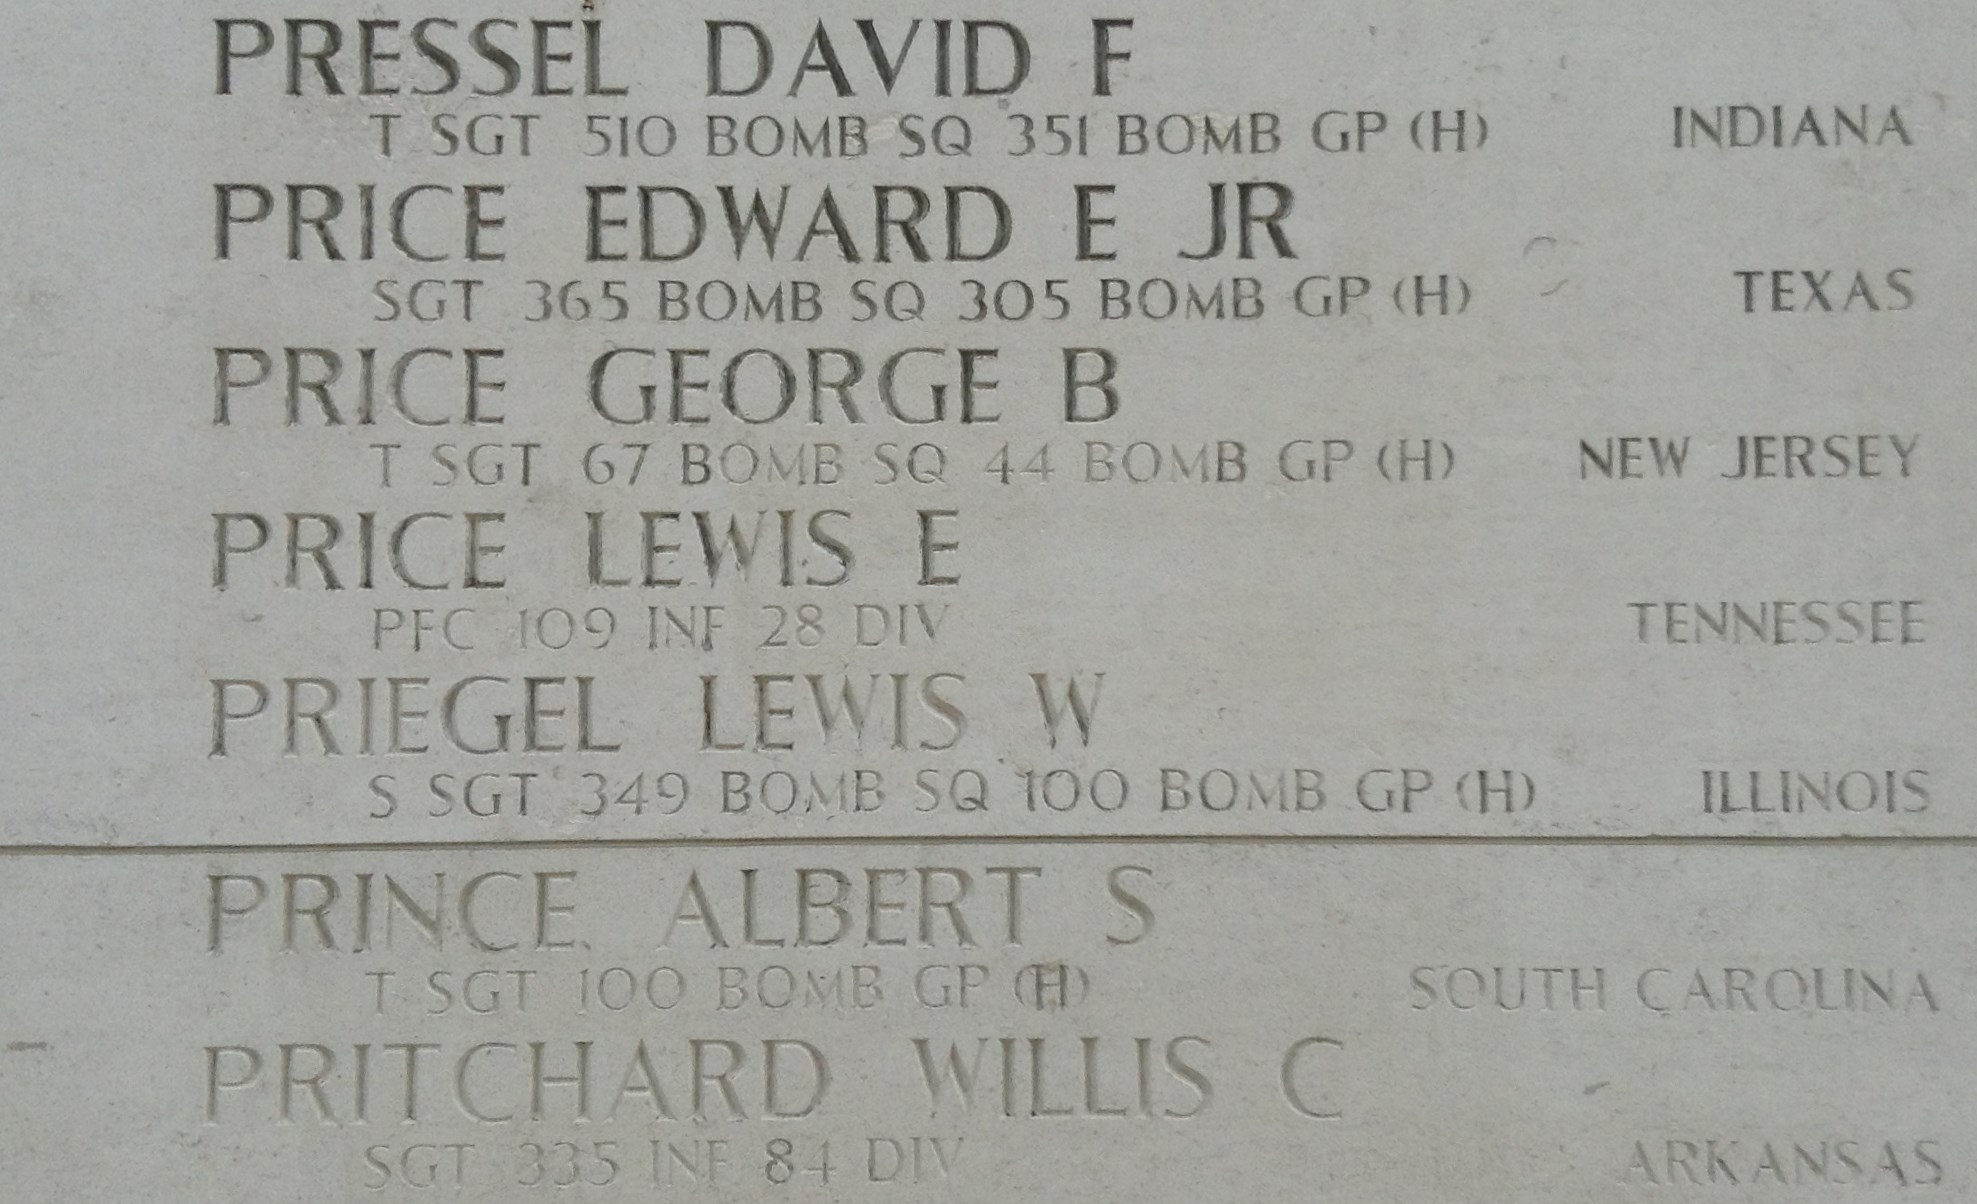 PRESSEL DAVID F
T SGT 510 BOMB SQ 351 BOMB GP (H) INDIANA
PRICE EDWARD E JR
SGT 365 BOMB SQ 305 BOMB GP (H) TEXAS
PRICE GEORGE B
T SGT 67 BOMB SQ 44 BOMB GP (H) NEW JERSEY
PRICE LEWIS E
PFC 109 INF 28 DIV TENNESSEE
PRIEGEL LEWIS W
S SGT 349 BOMB SQ 100 BOMB GP (H) ILLINOIS
PRINCE ALBERT S
T SGT 100 BOMB GP (H) SOUTH CAROLINA
PRITCHARD WILLIS C
SGT 335 INF 84 DIV ARKANSAS